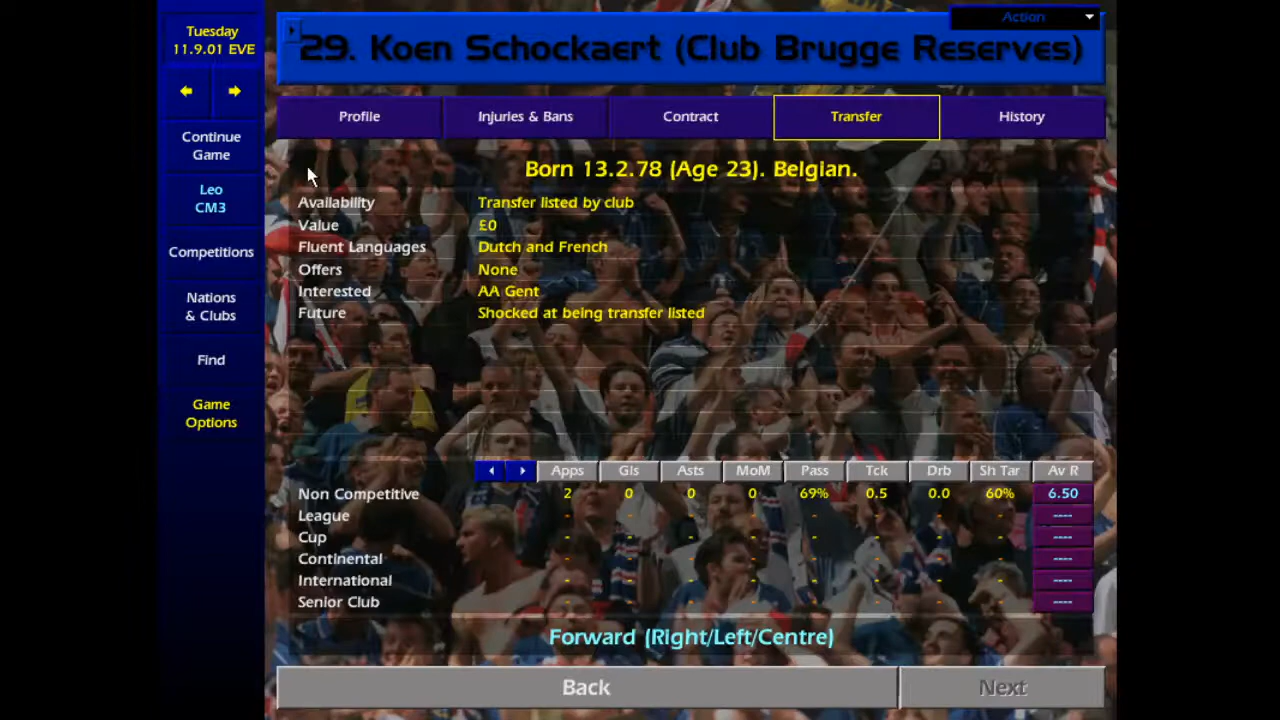 Tuesday
11.9.01 EVE
Continue
Game
Leo
CM3
Competitions
Nations
& Clubs
Find
Game
Options
Action
29. Koen Schockaert (Club Brugge Reserves)
Profile Injuries & Bans Contract Transfer History
Born 13.2.78 (Age 23). Belgian.
Availability Transfer listed by club
Value £0
Fluent Languages Dutch and French
Offers None
Interested AA Gent
Future Shocked at being transfer listed
Apps Gls Asts MoM Pass Tck Drb Sh Tar Av R
Non Competitive 2 0 0 0 69% 0.5 0.0 60% 6.50
League - - - - - - - - ----
Cup - - - - - - - - ----
Continental - - - - - - - - ----
International - - - - - - - - ----
Senior Club - - - - - - - - ----
Forward (Right/Left/Centre)
Back Next